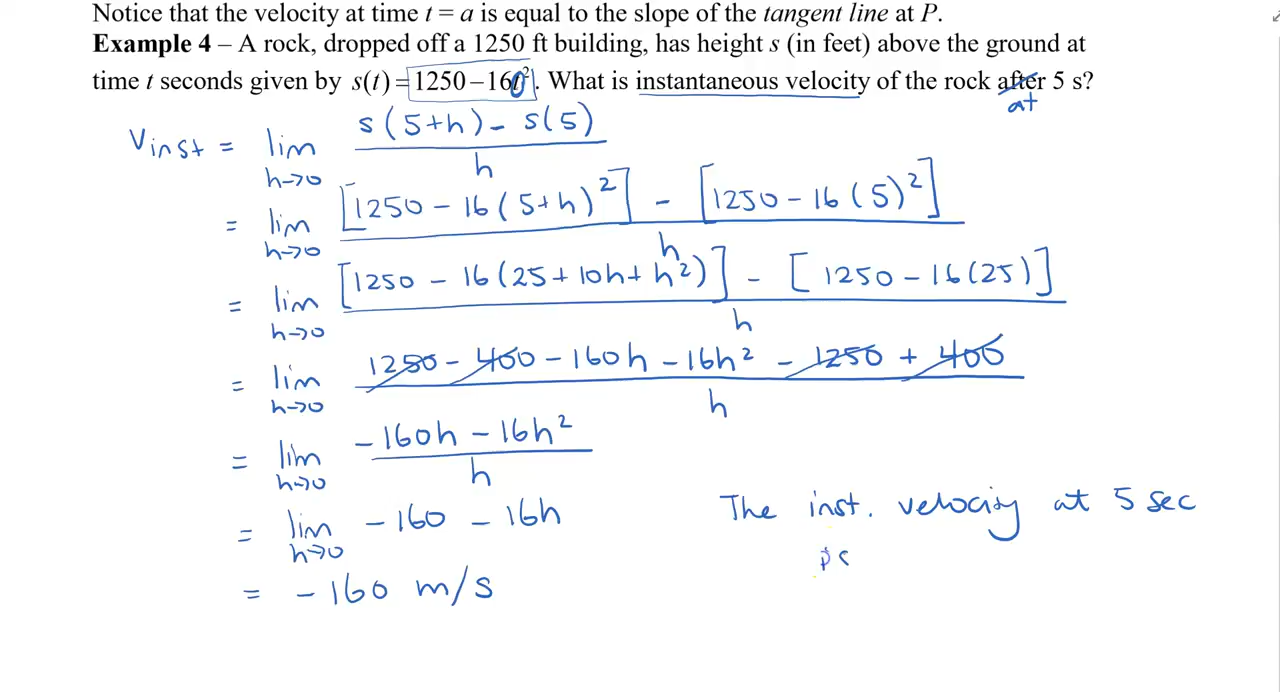 Notice that the velocity at time t = a is equal to the slope of the tangent line at P.
Example 4 – A rock, dropped off a 1250 ft building, has height s (in feet) above the ground at
time t seconds given by s(t) = 1250 − 16t². What is instantaneous velocity of the rock after 5 s?
at
Vinst = lim h→0 s(5+h) - s(5) / h
= lim h→0 [1250 - 16(5+h)²] - [1250 - 16(5)²] / h
= lim h→0 [1250 - 16(25+10h+h²)] - [1250 - 16(25)] / h
= lim h→0 1250 - 400 - 160h - 16h² - 1250 + 400 / h
= lim h→0 -160h - 16h² / h
= lim h→0 -160 - 16h
The inst. velocity at 5 sec
= -160 m/s